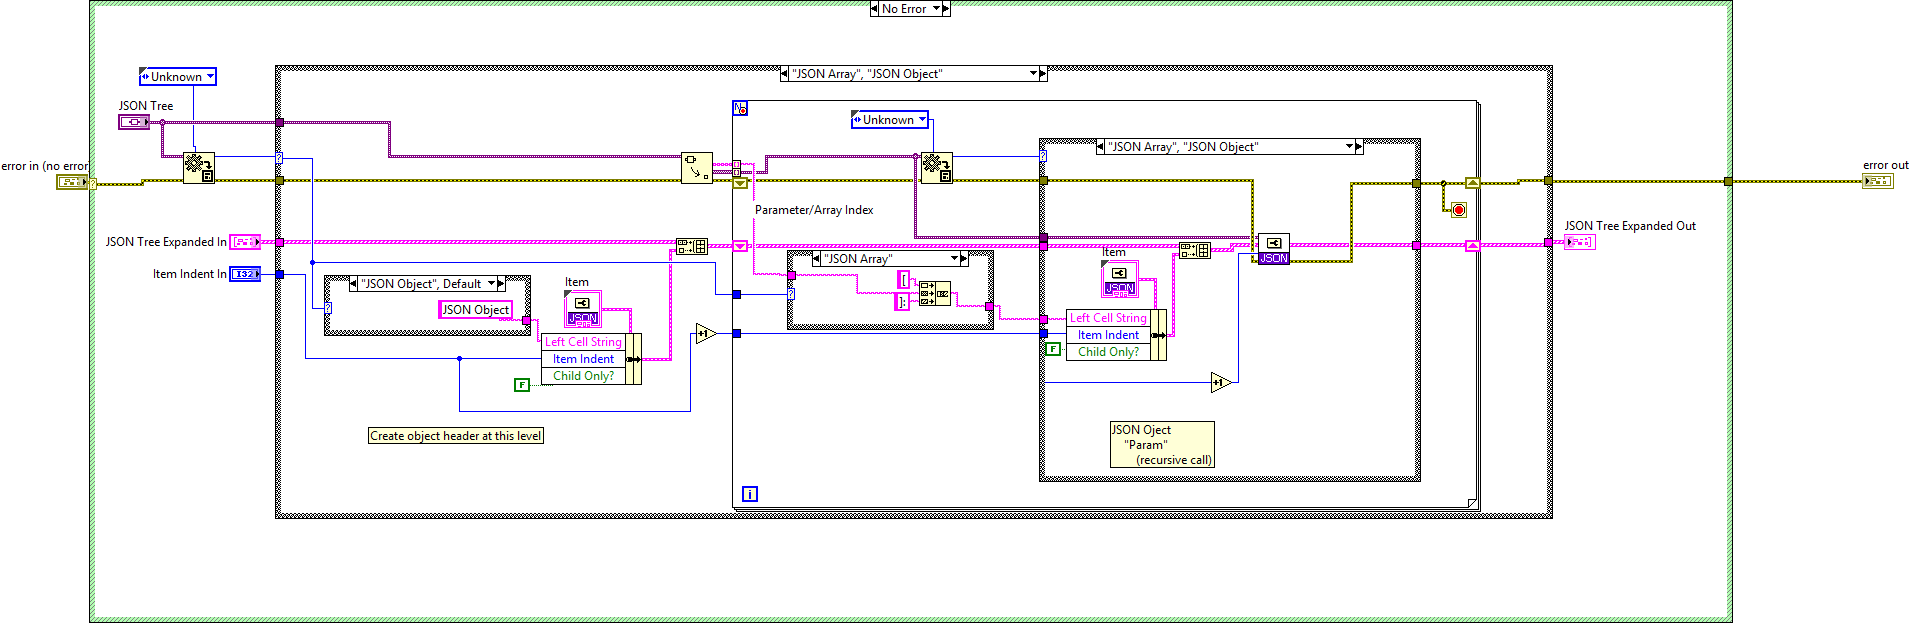 No Error
Unknown
"JSON Array", "JSON Object"
JSON Tree
N
Unknown
"JSON Array", "JSON Object"
error in (no error
error out
?
?
?
Parameter/Array Index
JSON Tree Expanded In
JSON Tree Expanded Out
"JSON Array"
Item
JSON
Item Indent In
I32
"JSON Object", Default
Item
[
JSON
?
]:
JSON Object
JSON
?
Left Cell String
+1
Item Indent
Left Cell String
F
Child Only?
Item Indent
F
Child Only?
+1
Create object header at this level
JSON Oject
"Param"
(recursive call)
i